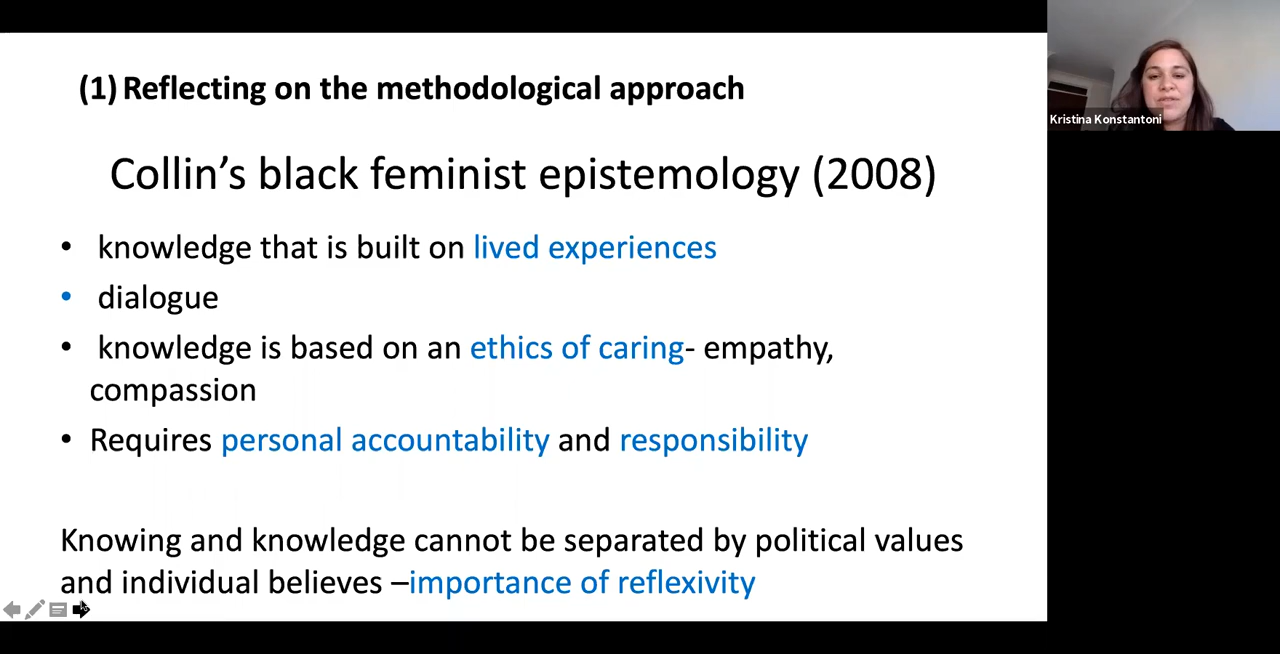 (1) Reflecting on the methodological approach
Kristina Konstantoni
Collin’s black feminist epistemology (2008)
• knowledge that is built on lived experiences
• dialogue
• knowledge is based on an ethics of caring- empathy,
compassion
• Requires personal accountability and responsibility
Knowing and knowledge cannot be separated by political values
and individual believes –importance of reflexivity